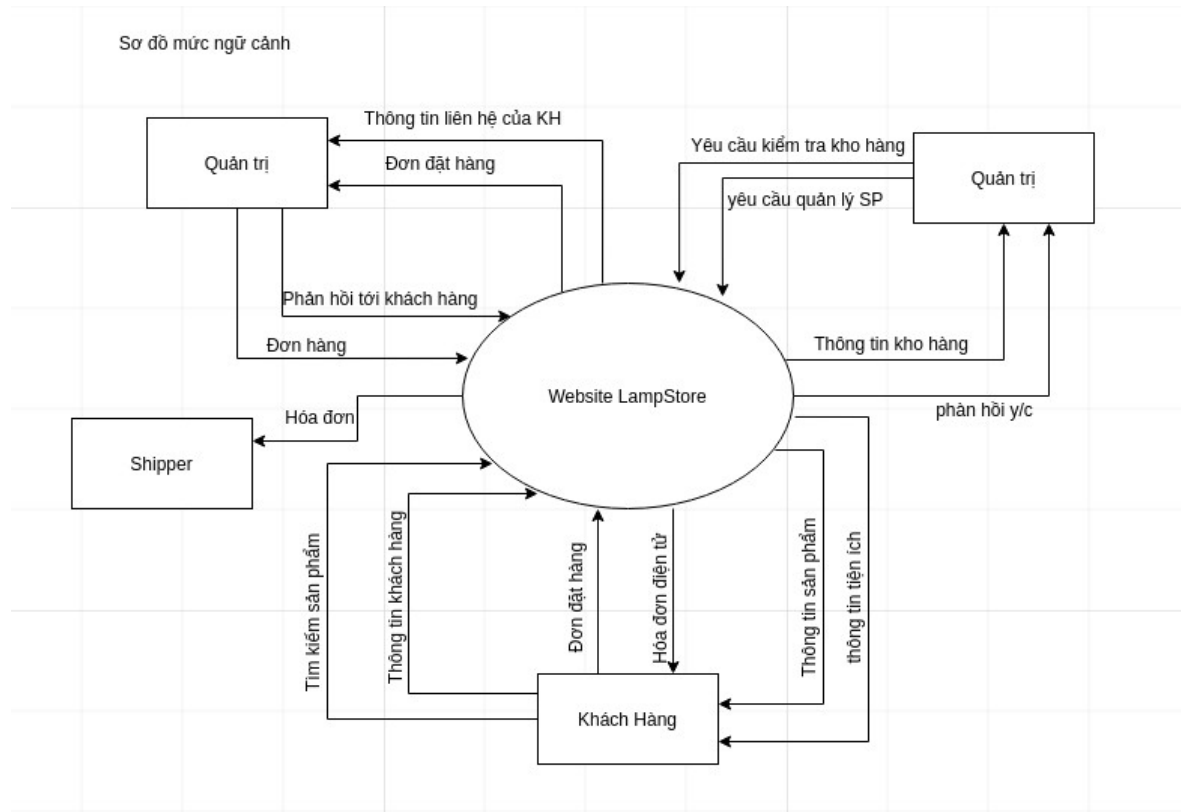 Sơ đồ mức ngữ cảnh
Thông tin liên hệ của KH
Quản trị
Đơn đặt hàng
Yêu cầu kiểm tra kho hàng
Quản trị
yêu cầu quản lý SP
Phản hồi tới khách hàng
Đơn hàng
Thông tin kho hàng
Website LampStore
phàn hồi y/c
Hóa đơn
Shipper
Tìm kiếm sản phẩm
Thông tin khách hàng
Đơn đặt hàng
Hóa đơn điện tử
Thông tin sản phẩm
thông tin tiện ích
Khách Hàng